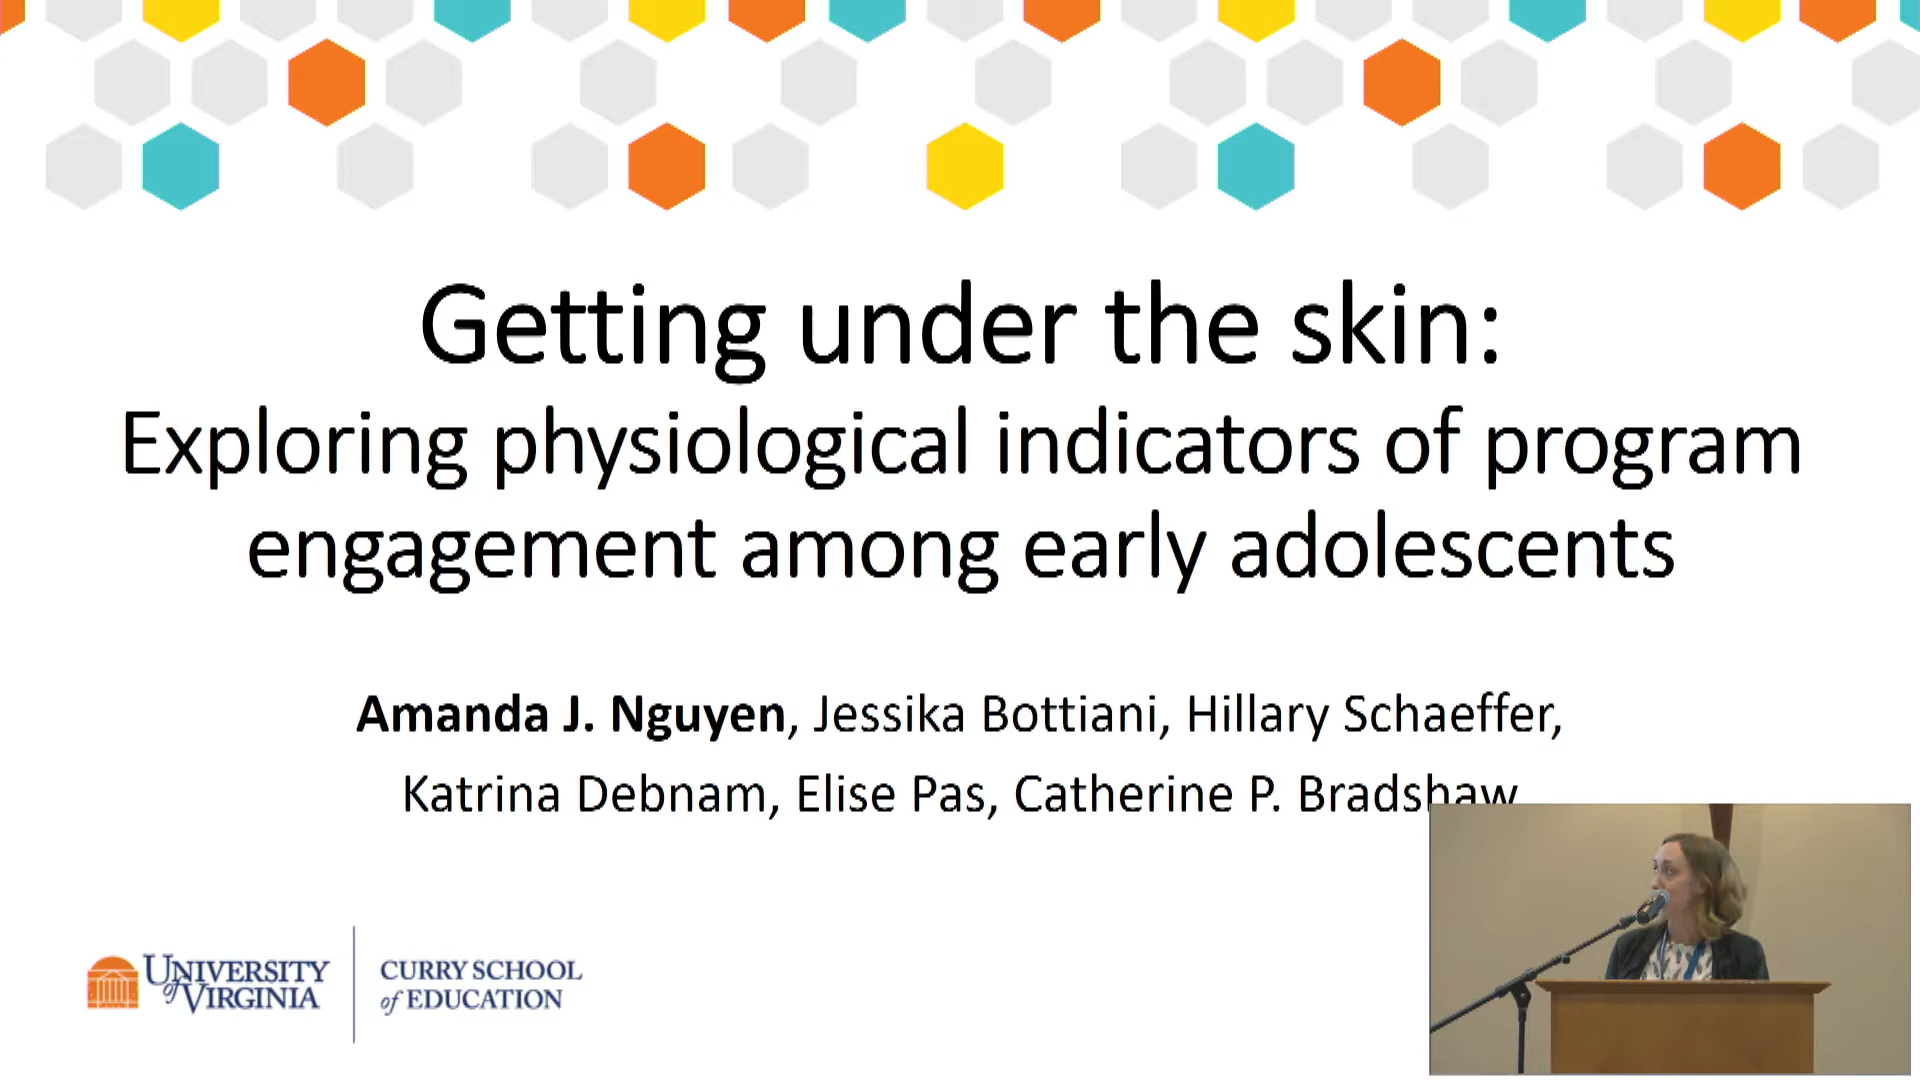 Getting under the skin:
Exploring physiological indicators of program
engagement among early adolescents
Amanda J. Nguyen, Jessika Bottiani, Hillary Schaeffer,
Katrina Debnam, Elise Pas, Catherine P. Bradshaw
UNIVERSITY
of VIRGINIA
CURRY SCHOOL
of EDUCATION